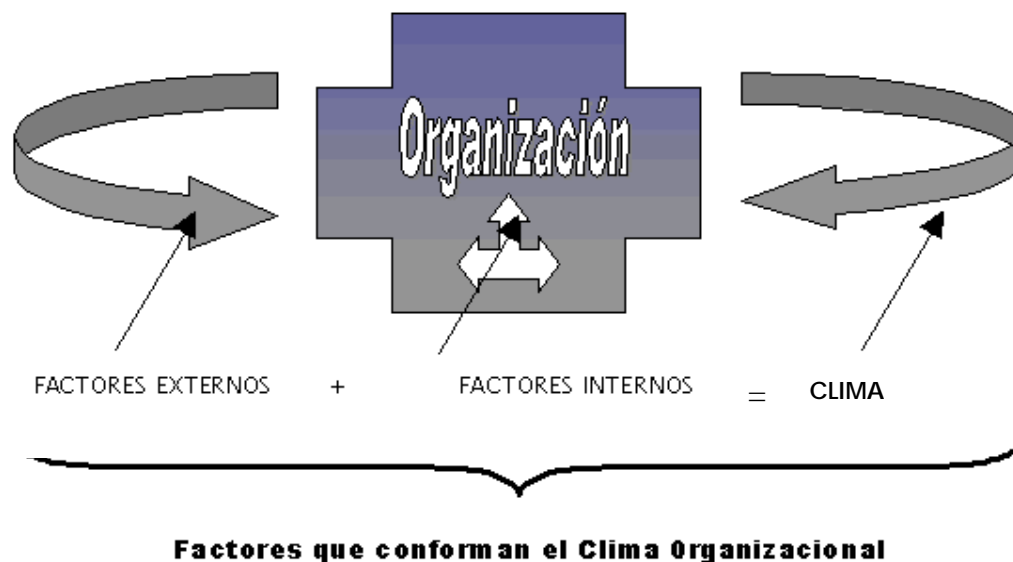 Organización
FACTORES EXTERNOS + FACTORES INTERNOS = CLIMA
Factores que conforman el Clima Organizacional